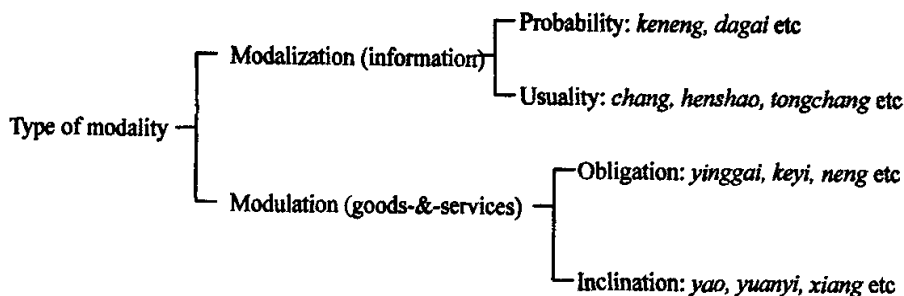 Probability: keneng, dagai etc
Modalization (information)
Usuality: chang, henshao, tongchang etc
Type of modality
Obligation: yinggai, keyi, neng etc
Modulation (goods-&-services)
Inclination: yao, yuanyi, xiang etc